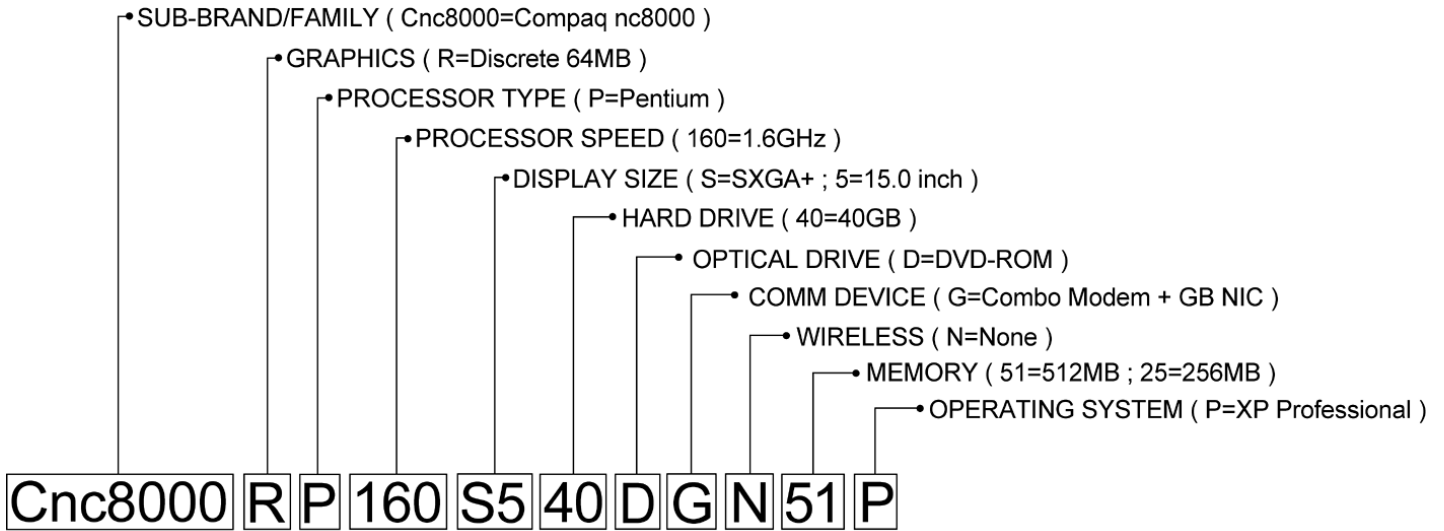 SUB-BRAND/FAMILY ( Cnc8000=Compaq nc8000 )
GRAPHICS ( R=Discrete 64MB )
PROCESSOR TYPE ( P=Pentium )
PROCESSOR SPEED ( 160=1.6GHz )
DISPLAY SIZE ( S=SXGA+ ; 5=15.0 inch )
HARD DRIVE ( 40=40GB )
OPTICAL DRIVE ( D=DVD-ROM )
COMM DEVICE ( G=Combo Modem + GB NIC )
WIRELESS ( N=None )
MEMORY ( 51=512MB ; 25=256MB )
OPERATING SYSTEM ( P=XP Professional )
Cnc8000 R P 160 S5 40 D G N 51 P